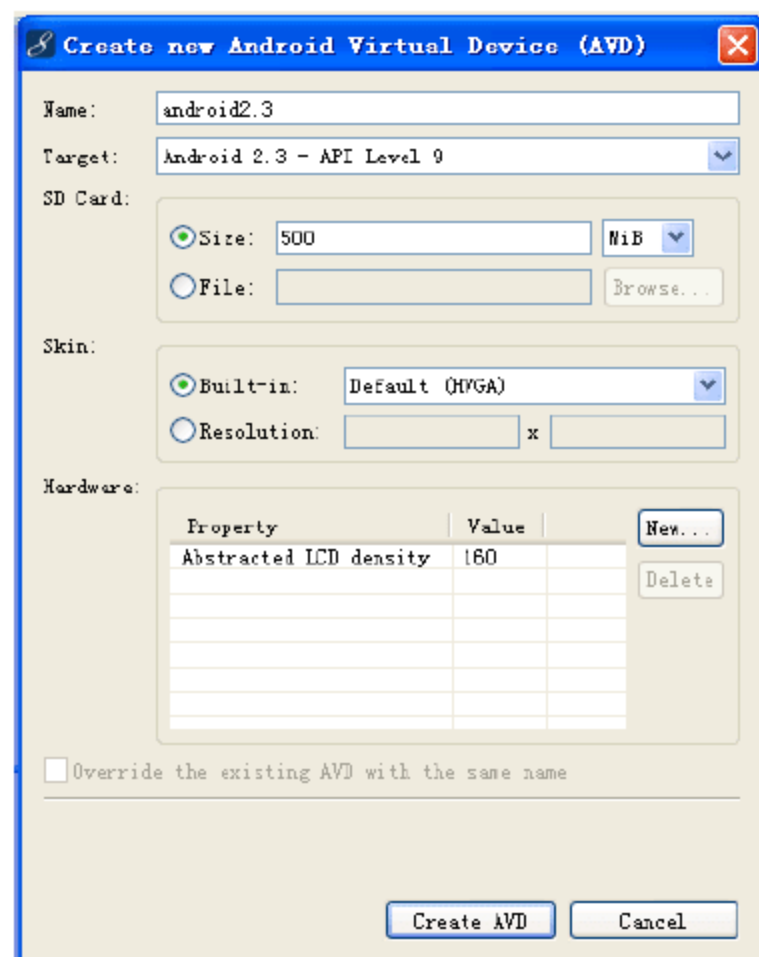 Create new Android Virtual Device (AVD)
Name: android2.3
Target: Android 2.3 - API Level 9
SD Card:
Size: 500 MiB
File: Browse...
Skin:
Built-in: Default (HVGA)
Resolution: x
Hardware:
Property Value New...
Abstracted LCD density 160
Delete
Override the existing AVD with the same name
Create AVD Cancel